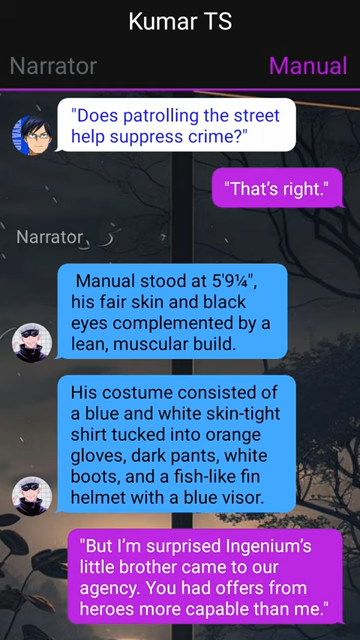 Kumar TS
Narrator
Manual
"Does patrolling the street
help suppress crime?"
"That's right."
Narrator
Manual stood at 5'9¼",
his fair skin and black
eyes complemented by a
lean, muscular build.
His costume consisted of
a blue and white skin-tight
shirt tucked into orange
gloves, dark pants, white
boots, and a fish-like fin
helmet with a blue visor.
"But I'm surprised Ingenium's
little brother came to our
agency. You had offers from
heroes more capable than me."